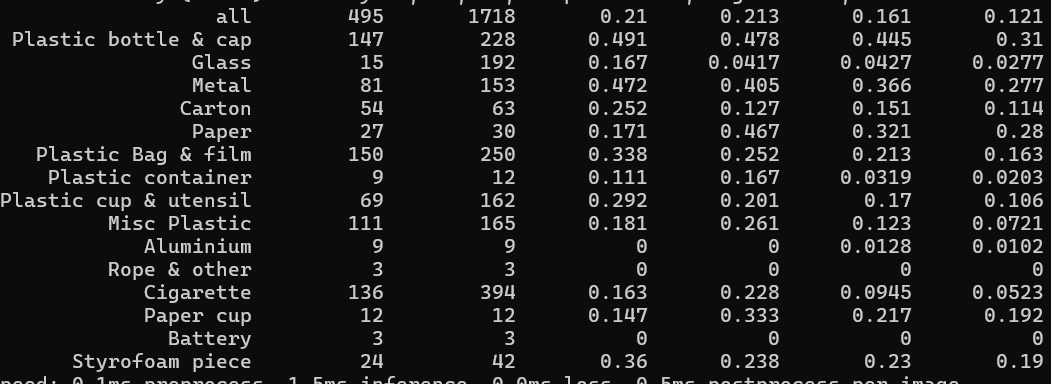 all 495 1718 0.21 0.213 0.161 0.121
Plastic bottle & cap 147 228 0.491 0.478 0.445 0.31
Glass 15 192 0.167 0.0417 0.0427 0.0277
Metal 81 153 0.472 0.405 0.366 0.277
Carton 54 63 0.252 0.127 0.151 0.114
Paper 27 30 0.171 0.467 0.321 0.28
Plastic Bag & film 150 250 0.338 0.252 0.213 0.163
Plastic container 9 12 0.111 0.167 0.0319 0.0203
Plastic cup & utensil 69 162 0.292 0.201 0.17 0.106
Misc Plastic 111 165 0.181 0.261 0.123 0.0721
Aluminium 9 9 0 0 0.0128 0.0102
Rope & other 3 3 0 0 0 0
Cigarette 136 394 0.163 0.228 0.0945 0.0523
Paper cup 12 12 0.147 0.333 0.217 0.192
Battery 3 3 0 0 0 0
Styrofoam piece 24 42 0.36 0.238 0.23 0.19
0.1ms preprocess, 1.5ms inference, 0.0ms loss, 0.5ms postprocess per image